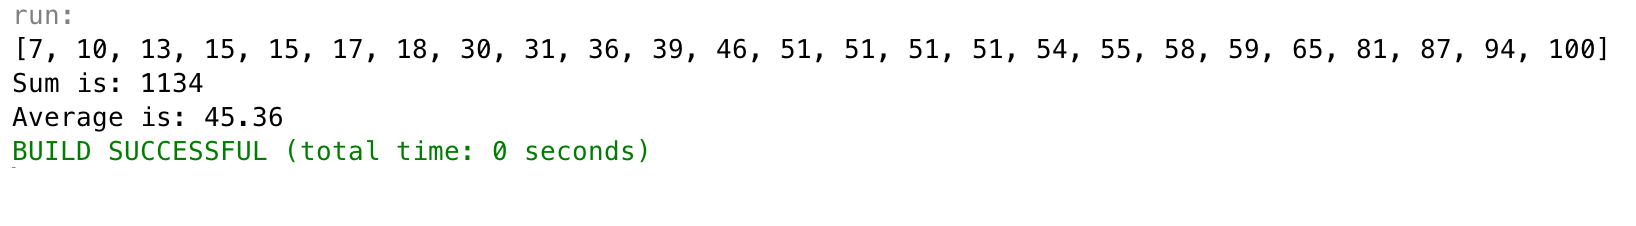 run:
[7, 10, 13, 15, 15, 17, 18, 30, 31, 36, 39, 46, 51, 51, 51, 51, 54, 55, 58, 59, 65, 81, 87, 94, 100]
Sum is: 1134
Average is: 45.36
BUILD SUCCESSFUL (total time: 0 seconds)